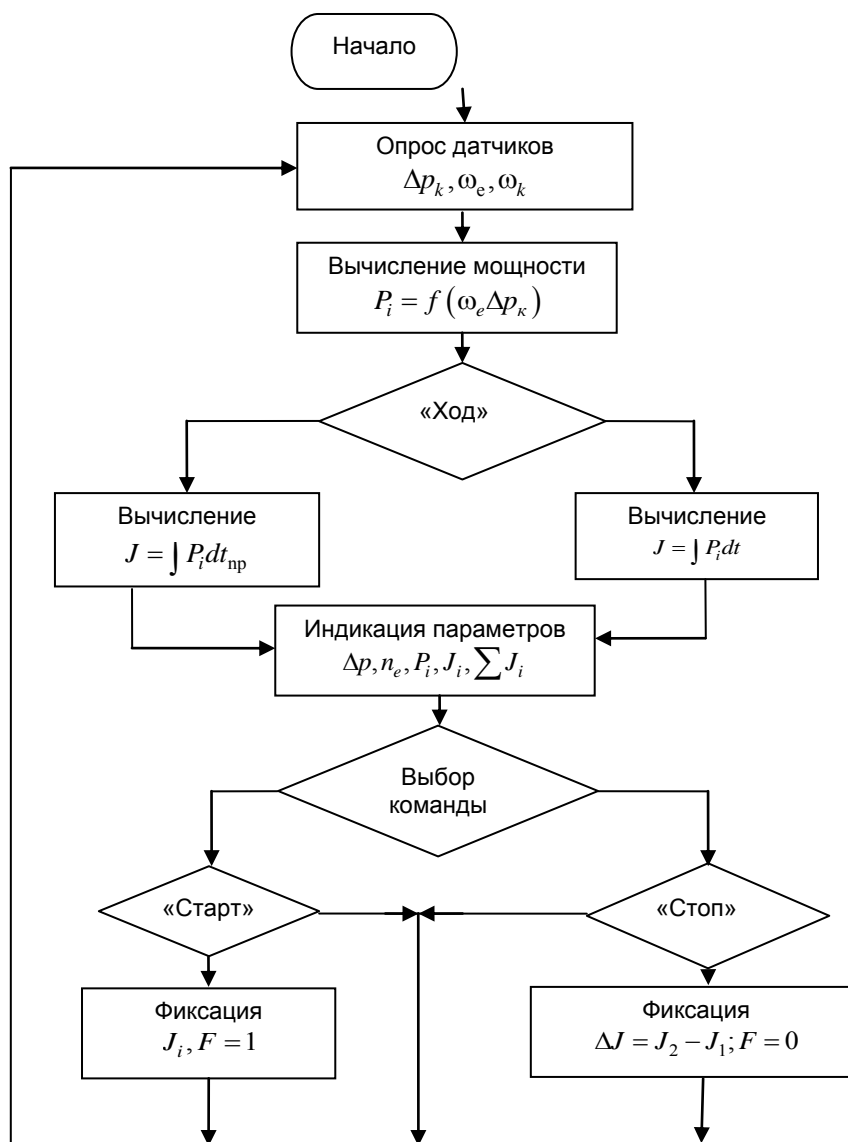 Начало
Опрос датчиков
Δp_k, ω_e, ω_k
Вычисление мощности
P_i = f(ω_e Δp_к)
«Ход»
Вычисление
J = ∫ P_i dt_пр
Вычисление
J = ∫ P_i dt
Индикация параметров
Δp, n_e, P_i, J_i, ∑ J_i
Выбор
команды
«Старт»
«Стоп»
Фиксация
J_i, F = 1
Фиксация
ΔJ = J_2 − J_1; F = 0